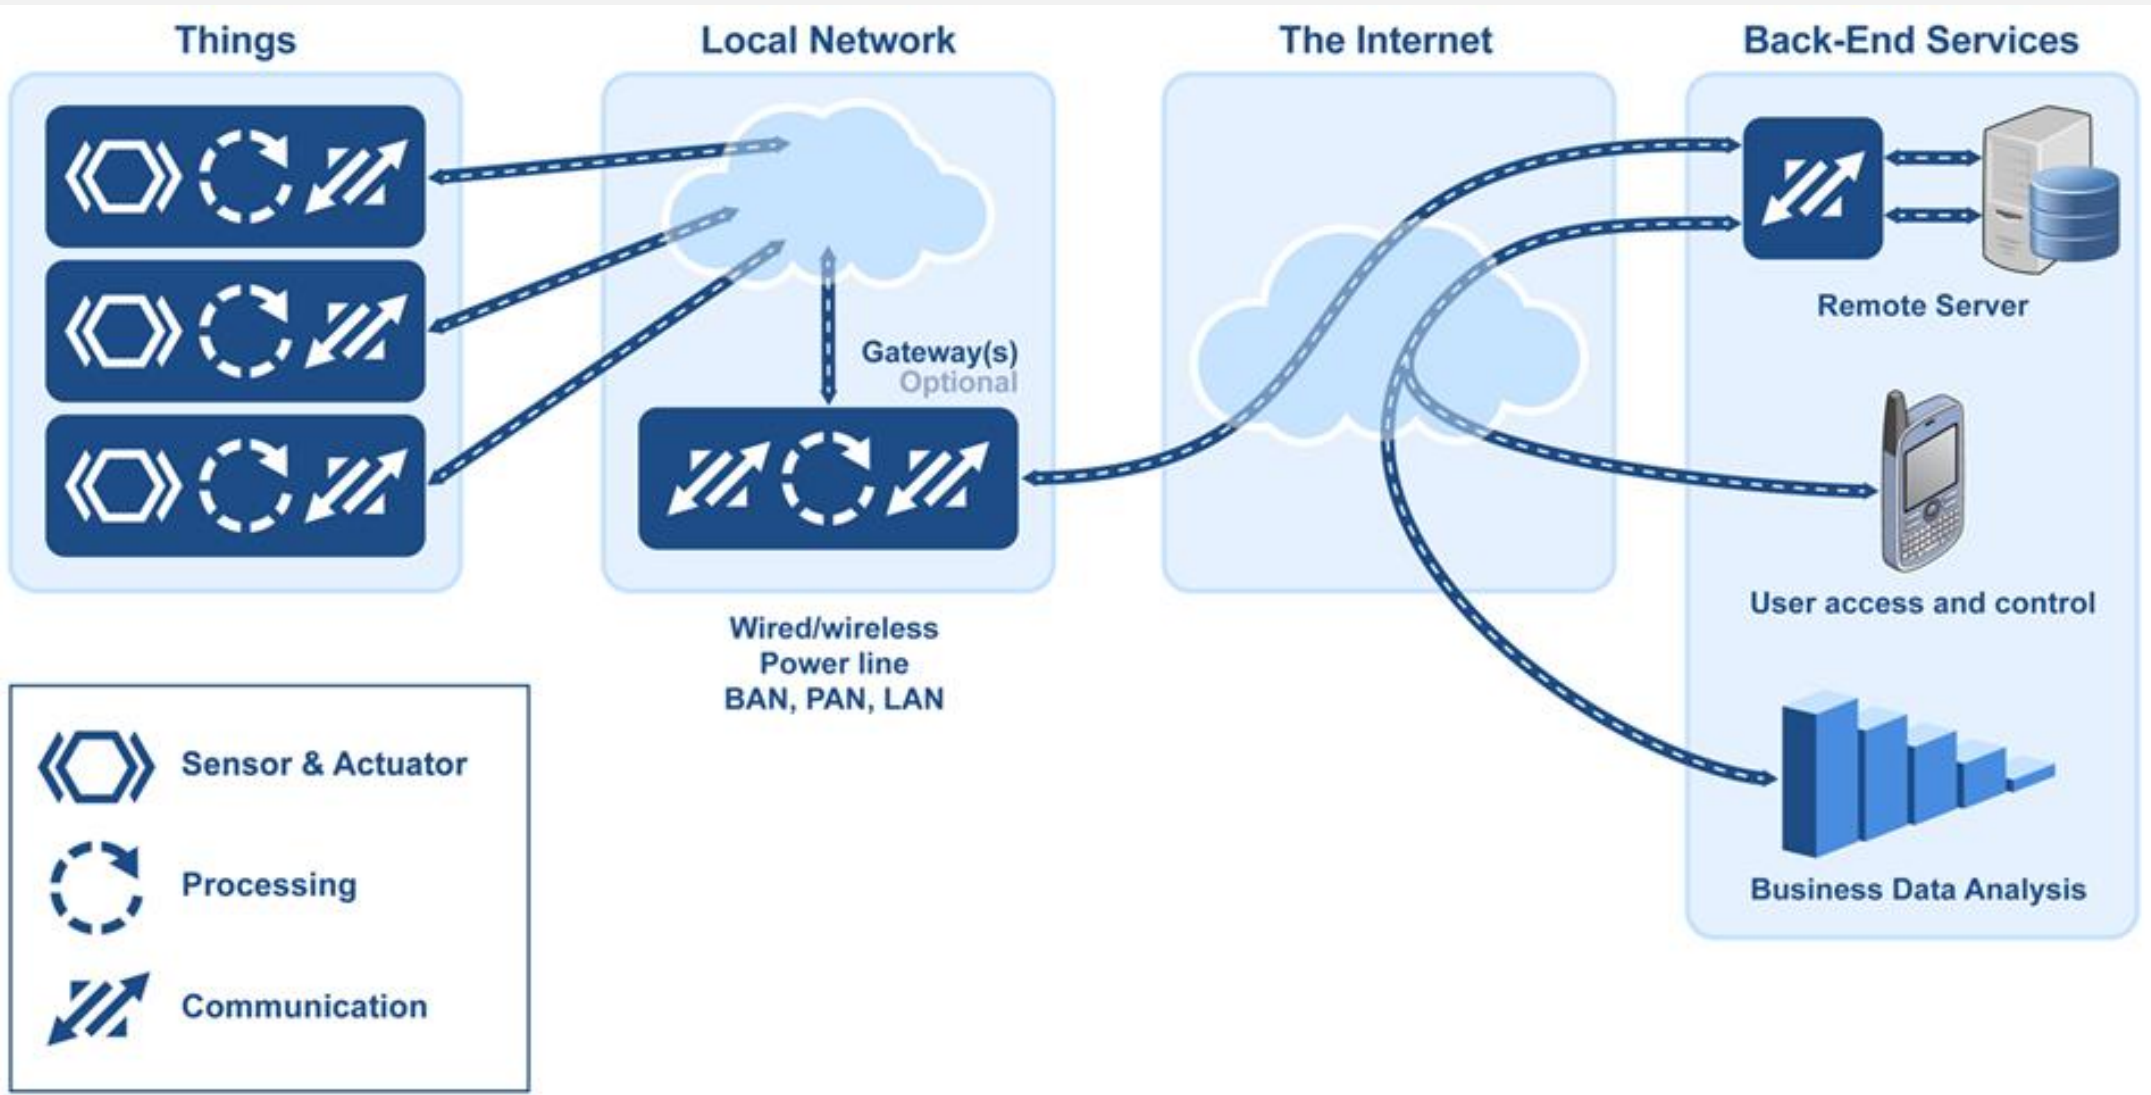 Things
Local Network
The Internet
Back-End Services
Gateway(s)
Optional
Remote Server
User access and control
Wired/wireless
Power line
BAN, PAN, LAN
Business Data Analysis
Sensor & Actuator
Processing
Communication